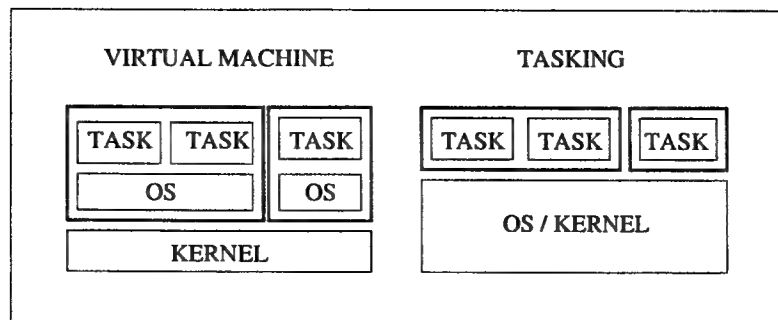 VIRTUAL MACHINE TASKING
TASK TASK TASK TASK TASK TASK
OS OS
OS / KERNEL
KERNEL